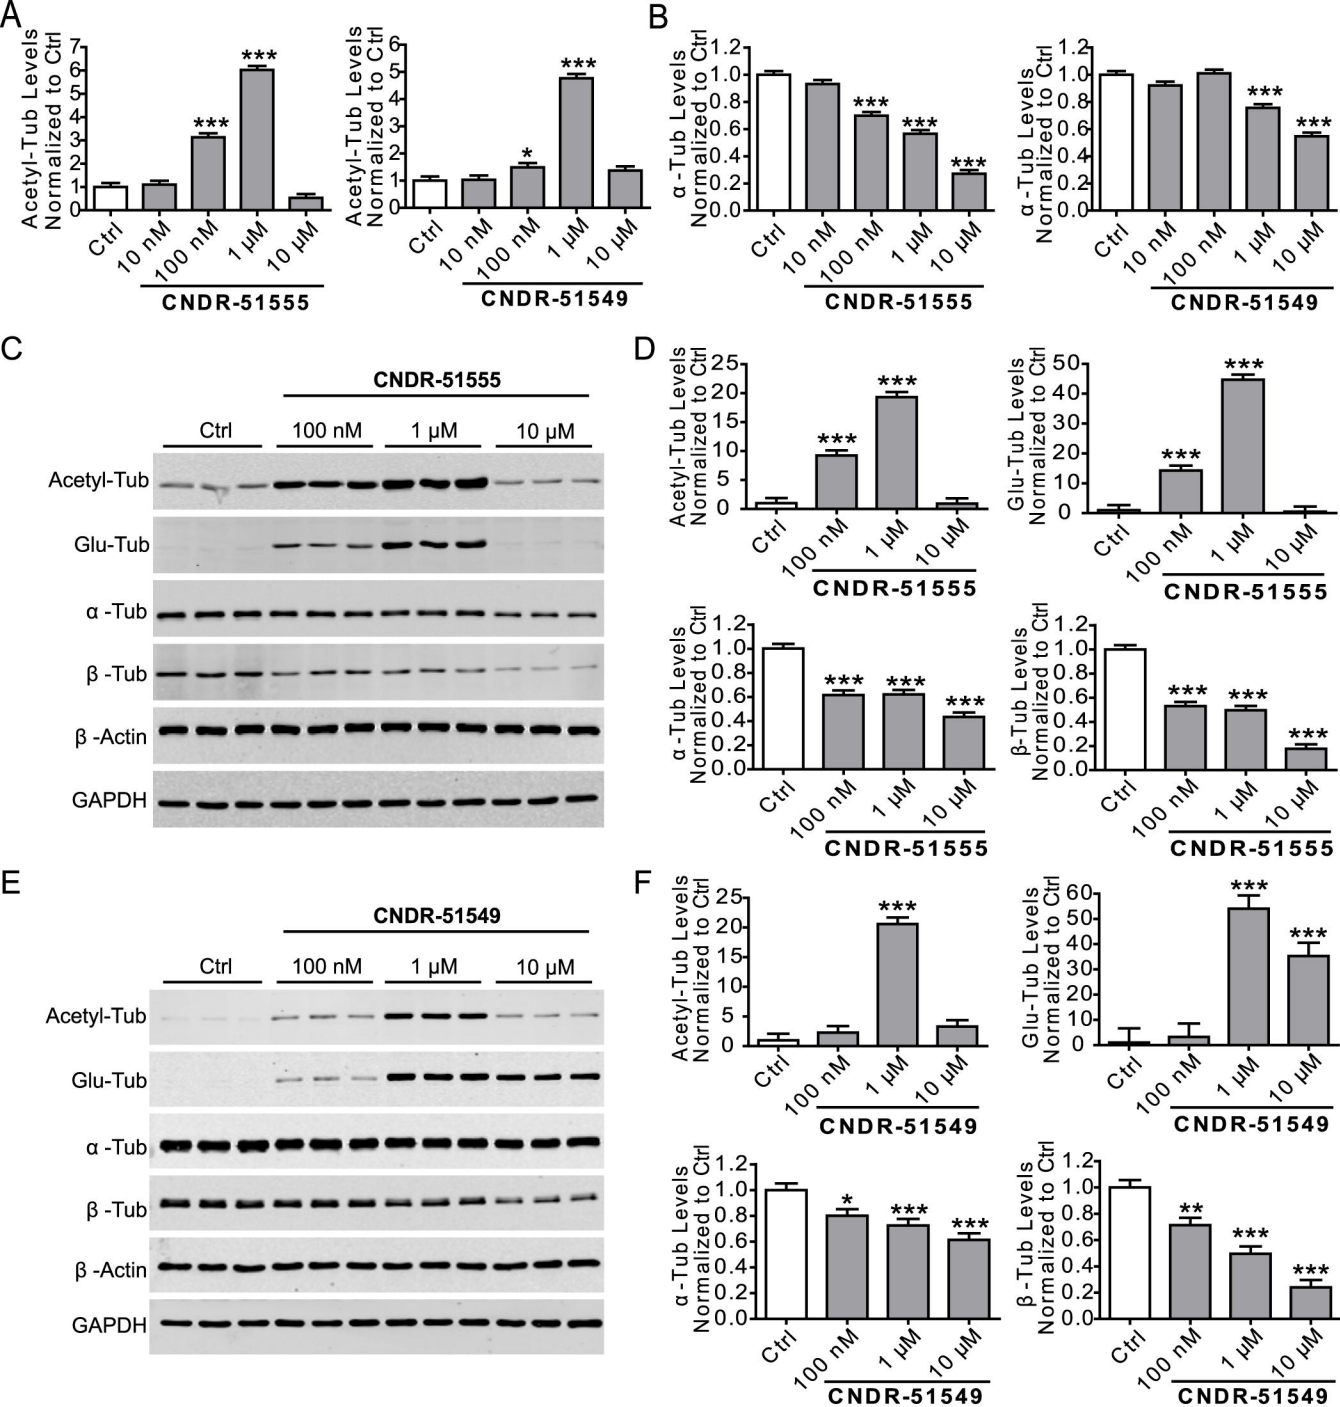 A
Acetyl-Tub Levels
Normalized to Ctrl
7
6
5
4
3
2
1
0
***
***
Ctrl
10 nM
100 nM
1 µM
10 µM
CNDR-51555
Acetyl-Tub Levels
Normalized to Ctrl
6
5
4
3
2
1
0
*
***
Ctrl
10 nM
100 nM
1 µM
10 µM
CNDR-51549
B
α-Tub Levels
Normalized to Ctrl
1.2
1.0
0.8
0.6
0.4
0.2
0.0
***
***
***
Ctrl
10 nM
100 nM
1 µM
10 µM
CNDR-51555
α-Tub Levels
Normalized to Ctrl
1.2
1.0
0.8
0.6
0.4
0.2
0.0
***
***
Ctrl
10 nM
100 nM
1 µM
10 µM
CNDR-51549
C
CNDR-51555
Ctrl 100 nM 1 µM 10 µM
Acetyl-Tub
Glu-Tub
α -Tub
β -Tub
β -Actin
GAPDH
D
Acetyl-Tub Levels
Normalized to Ctrl
25
20
15
10
5
0
***
***
Ctrl
100 nM
1 µM
10 µM
CNDR-51555
Glu-Tub Levels
Normalized to Ctrl
50
40
30
20
10
0
***
***
Ctrl
100 nM
1 µM
10 µM
CNDR-51555
α-Tub Levels
Normalized to Ctrl
1.2
1.0
0.8
0.6
0.4
0.2
0.0
***
***
***
Ctrl
100 nM
1 µM
10 µM
CNDR-51555
β-Tub Levels
Normalized to Ctrl
1.2
1.0
0.8
0.6
0.4
0.2
0.0
***
***
***
Ctrl
100 nM
1 µM
10 µM
CNDR-51555
E
CNDR-51549
Ctrl 100 nM 1 µM 10 µM
Acetyl-Tub
Glu-Tub
α -Tub
β -Tub
β -Actin
GAPDH
F
Acetyl-Tub Levels
Normalized to Ctrl
25
20
15
10
5
0
***
Ctrl
100 nM
1 µM
10 µM
CNDR-51549
Glu-Tub Levels
Normalized to Ctrl
60
50
40
30
20
10
0
***
***
Ctrl
100 nM
1 µM
10 µM
CNDR-51549
α-Tub Levels
Normalized to Ctrl
1.2
1.0
0.8
0.6
0.4
0.2
0.0
*
***
***
Ctrl
100 nM
1 µM
10 µM
CNDR-51549
β -Tub Levels
Normalized to Ctrl
1.2
1.0
0.8
0.6
0.4
0.2
0.0
**
***
***
Ctrl
100 nM
1 µM
10 µM
CNDR-51549